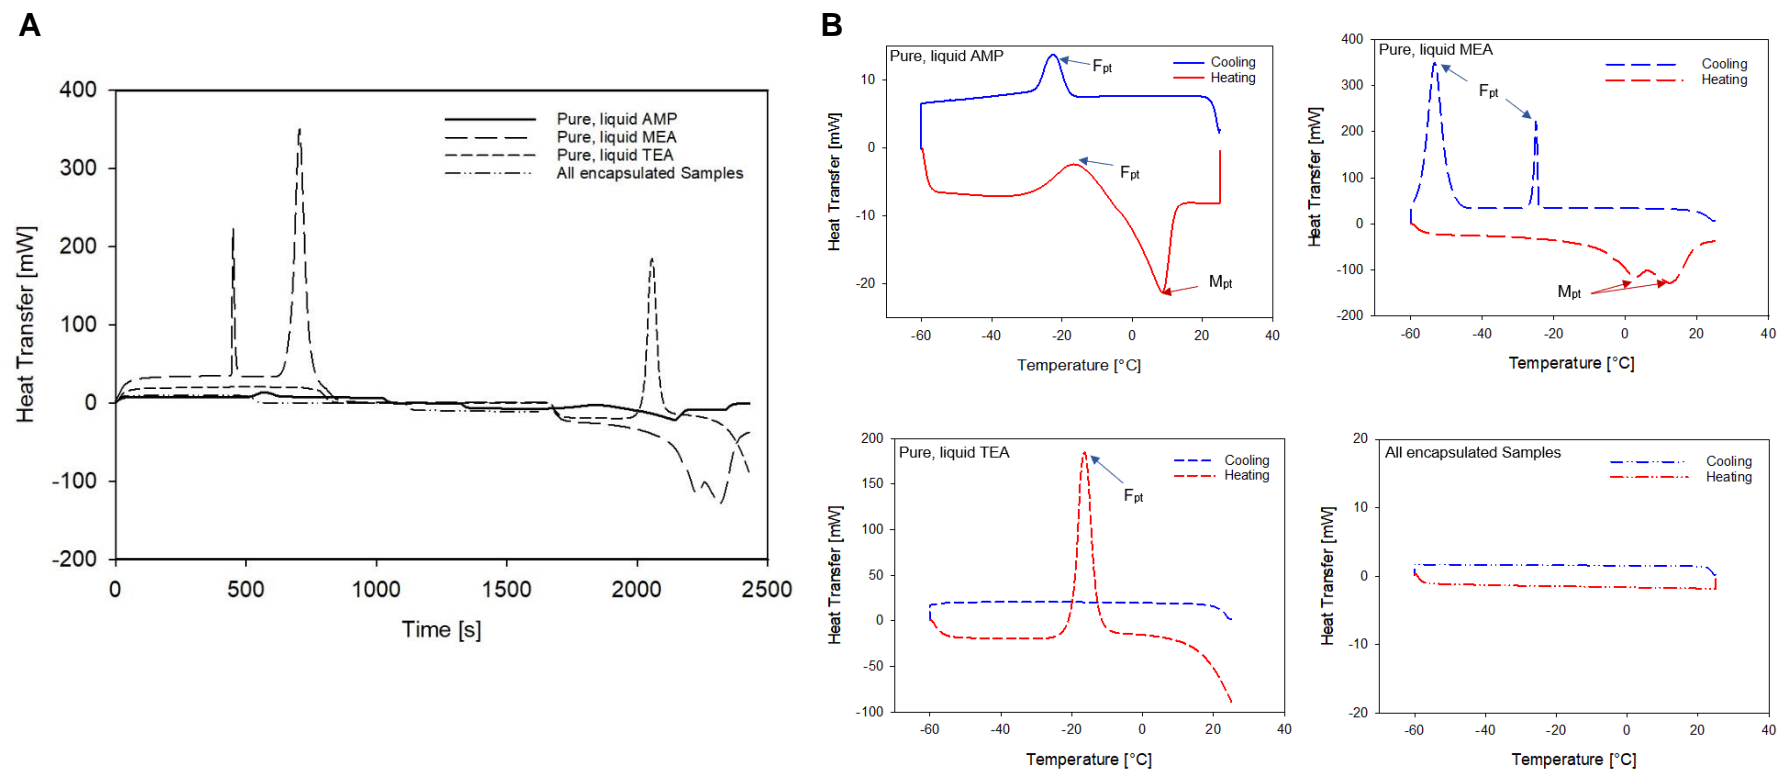 A
400
300
200
100
0
-100
-200
0
500
1000
1500
2000
2500
Heat Transfer [mW]
Time [s]
Pure, liquid AMP
Pure, liquid MEA
Pure, liquid TEA
All encapsulated Samples
B
Pure, liquid AMP
Cooling
Heating
Fpt
Fpt
Mpt
10
0
-10
-20
-60
-40
-20
0
20
40
Heat Transfer [mW]
Temperature [°C]
Pure, liquid MEA
Cooling
Heating
Fpt
Mpt
400
300
200
100
0
-100
-200
-60
-40
-20
0
20
40
Heat Transfer [mW]
Temperature [°C]
Pure, liquid TEA
Cooling
Heating
Fpt
200
150
100
50
0
-50
-100
-60
-40
-20
0
20
40
Heat Transfer [mW]
Temperature [°C]
All encapsulated Samples
Cooling
Heating
20
10
0
-10
-20
-60
-40
-20
0
20
40
Heat Transfer [mW]
Temperature [°C]